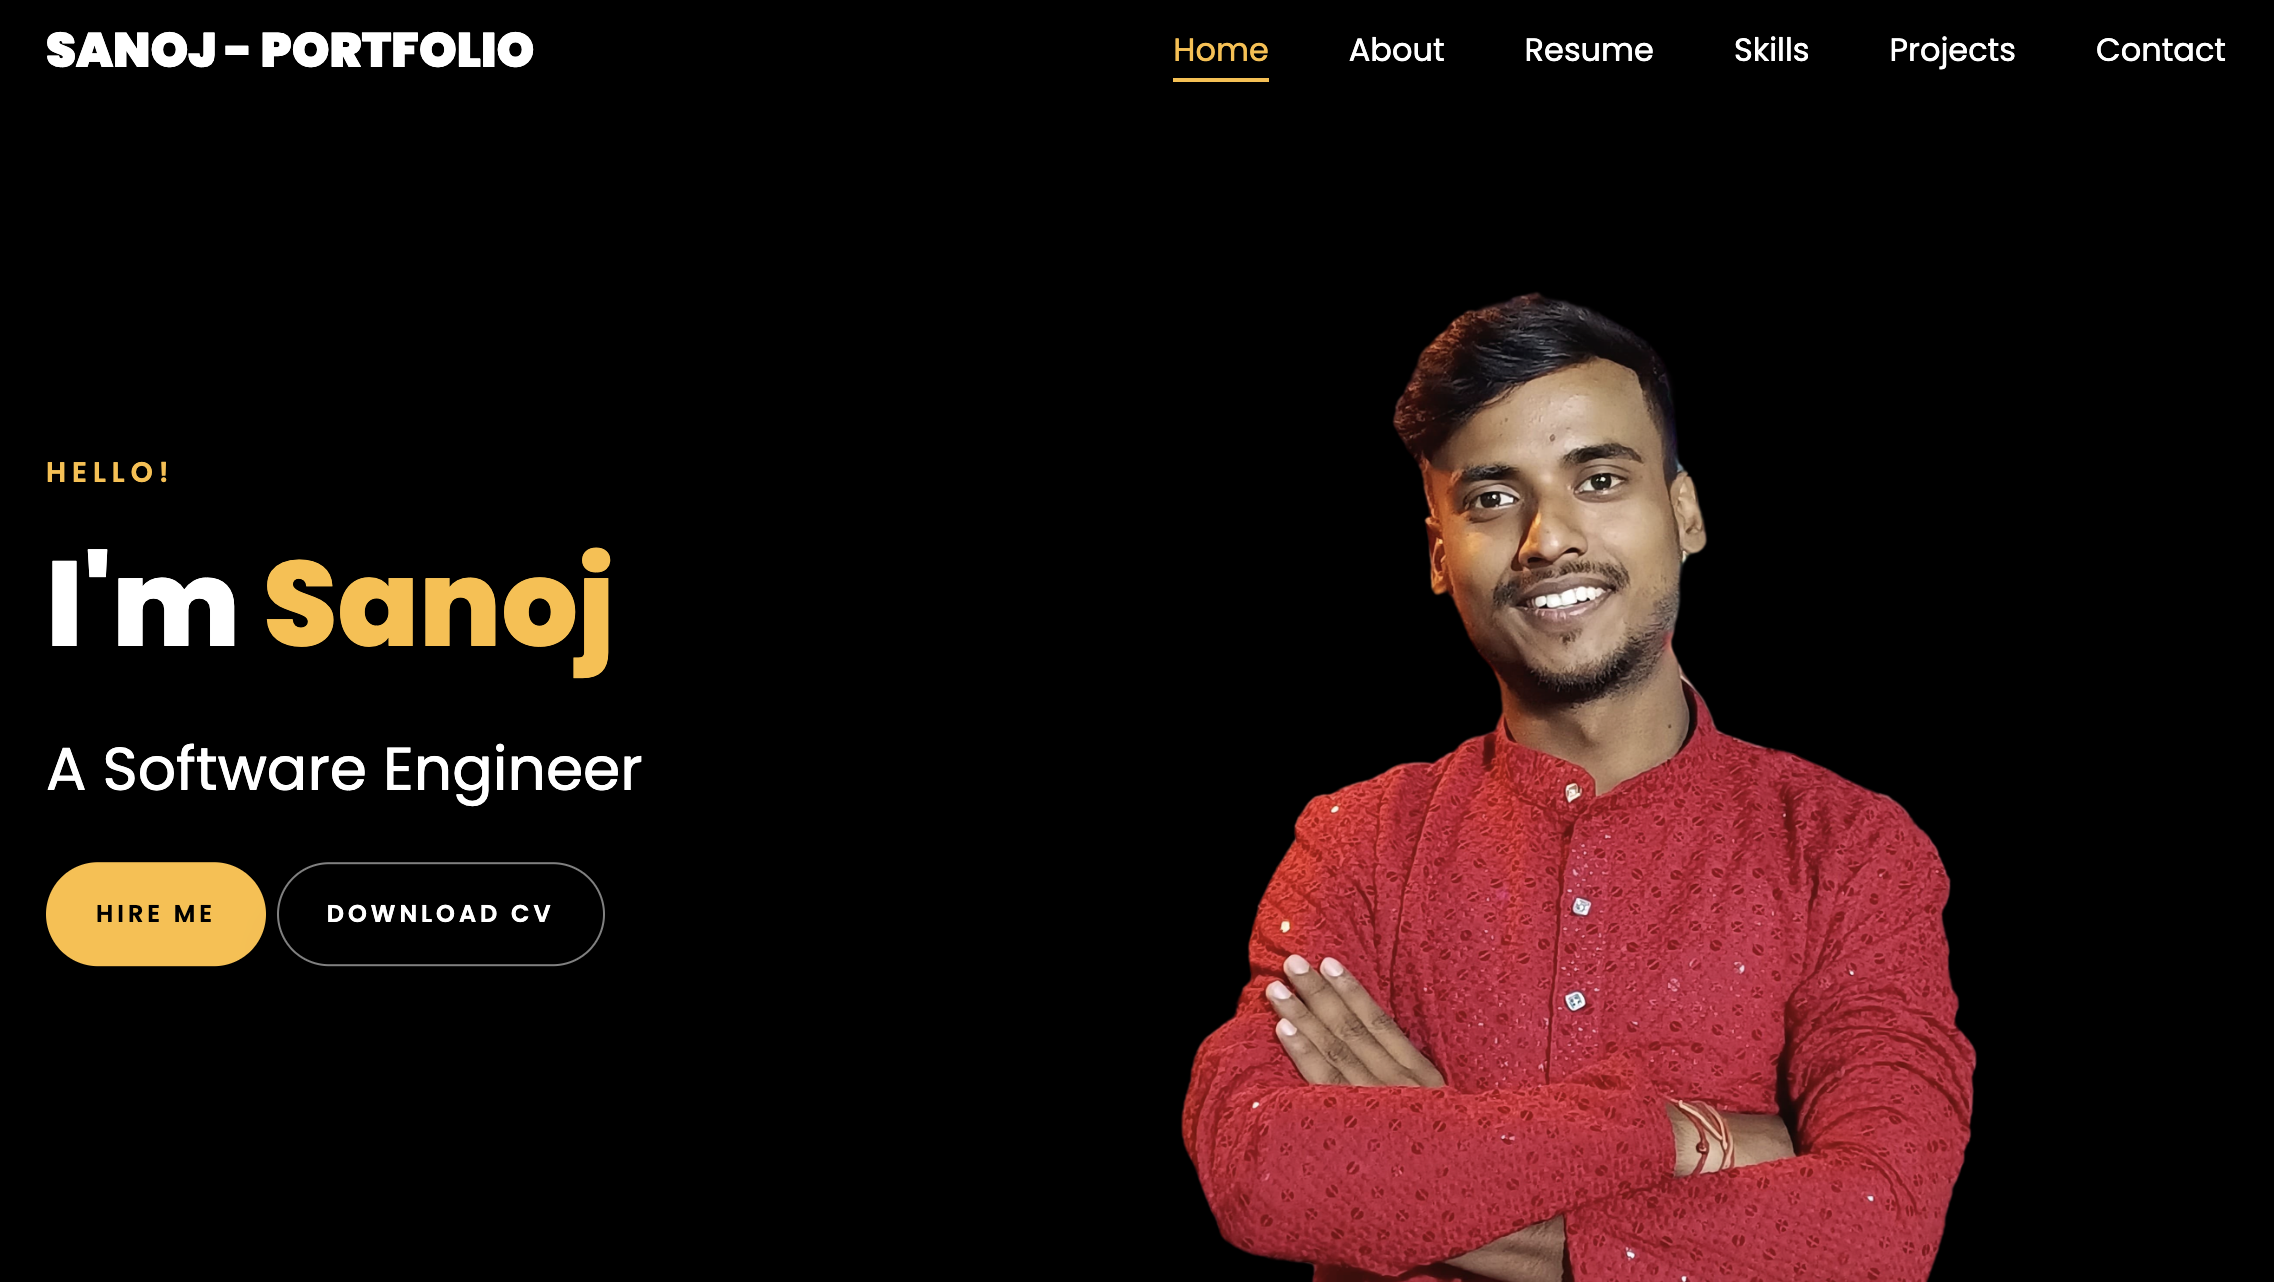 SANOJ – PORTFOLIO
Home About Resume Skills Projects Contact
HELLO!
I'm Sanoj
A Software Engineer
HIRE ME DOWNLOAD CV